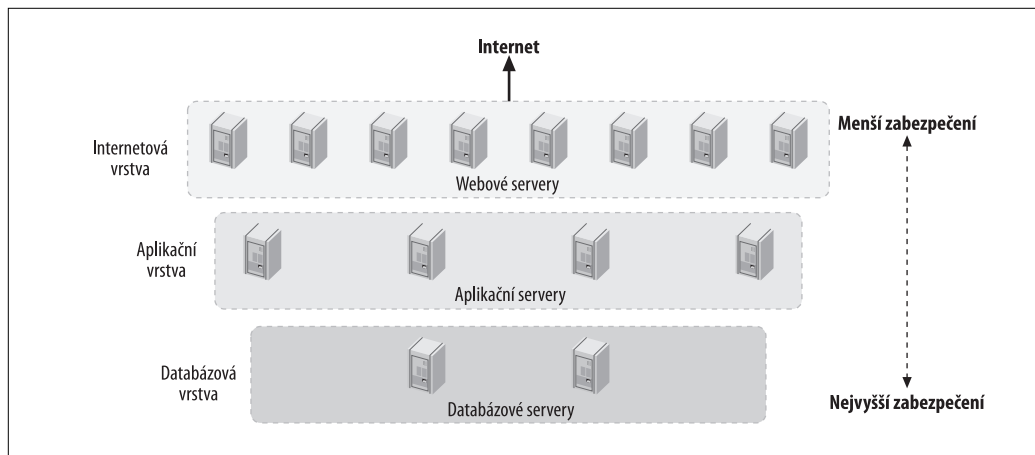 Internet
Menší zabezpečení
Internetová
vrstva
Webové servery
Aplikační
vrstva
Aplikační servery
Databázová
vrstva
Databázové servery
Nejvyšší zabezpečení